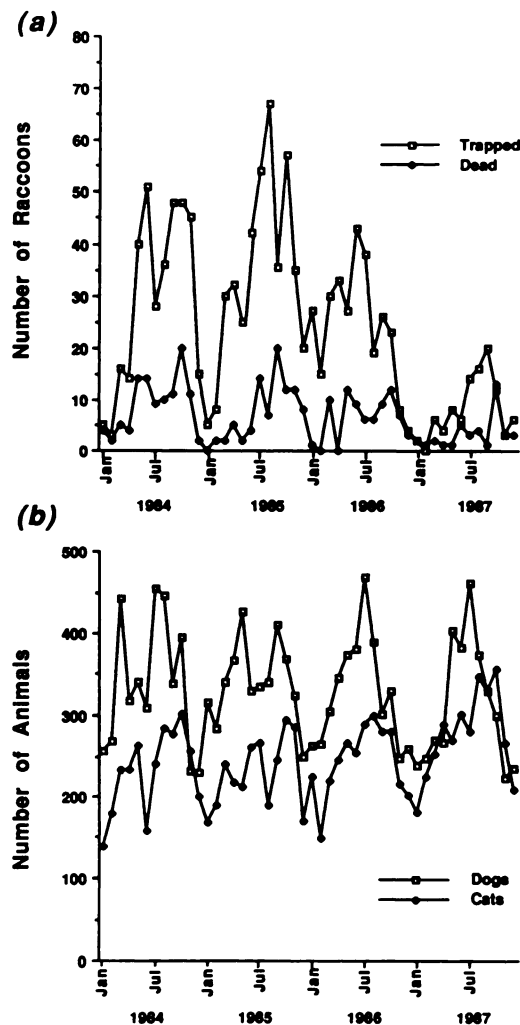 (a)
80
70
60
50
40
30
20
10
0
Number of Raccoons
Trapped
Dead
Jan Jul Jan Jul Jan Jul Jan Jul
1984 1985 1986 1987
(b)
500
400
300
200
100
0
Number of Animals
Dogs
Cats
Jan Jul Jan Jul Jan Jul Jan Jul
1984 1985 1986 1987